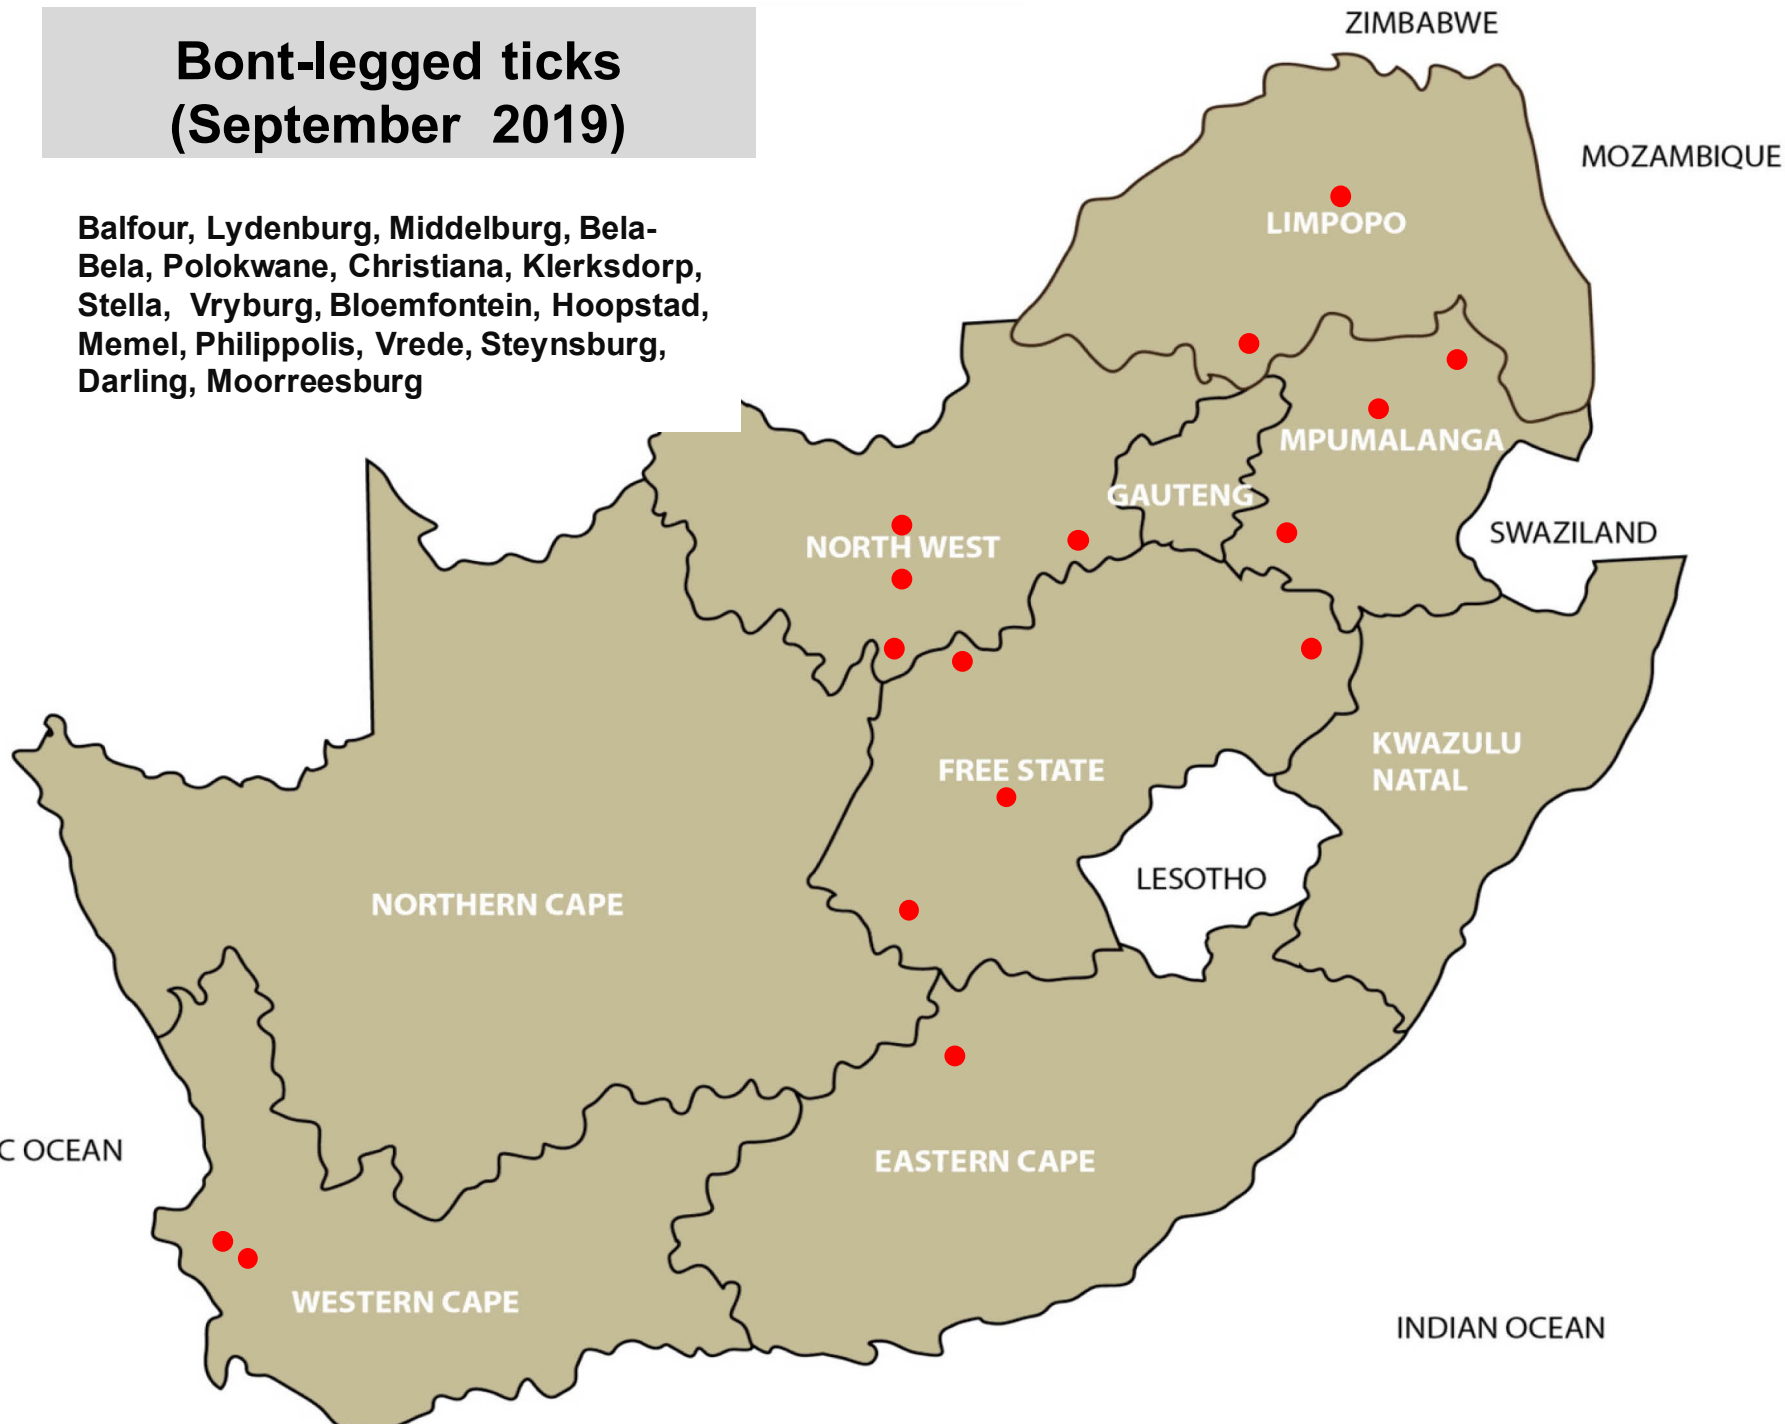 Bont-legged ticks
(September 2019)
Balfour, Lydenburg, Middelburg, Bela-
Bela, Polokwane, Christiana, Klerksdorp,
Stella, Vryburg, Bloemfontein, Hoopstad,
Memel, Philippolis, Vrede, Steynsburg,
Darling, Moorreesburg
ZIMBABWE
MOZAMBIQUE
LIMPOPO
MPUMALANGA
GAUTENG
NORTH WEST
SWAZILAND
KWAZULU
NATAL
FREE STATE
LESOTHO
NORTHERN CAPE
C OCEAN
EASTERN CAPE
WESTERN CAPE
INDIAN OCEAN